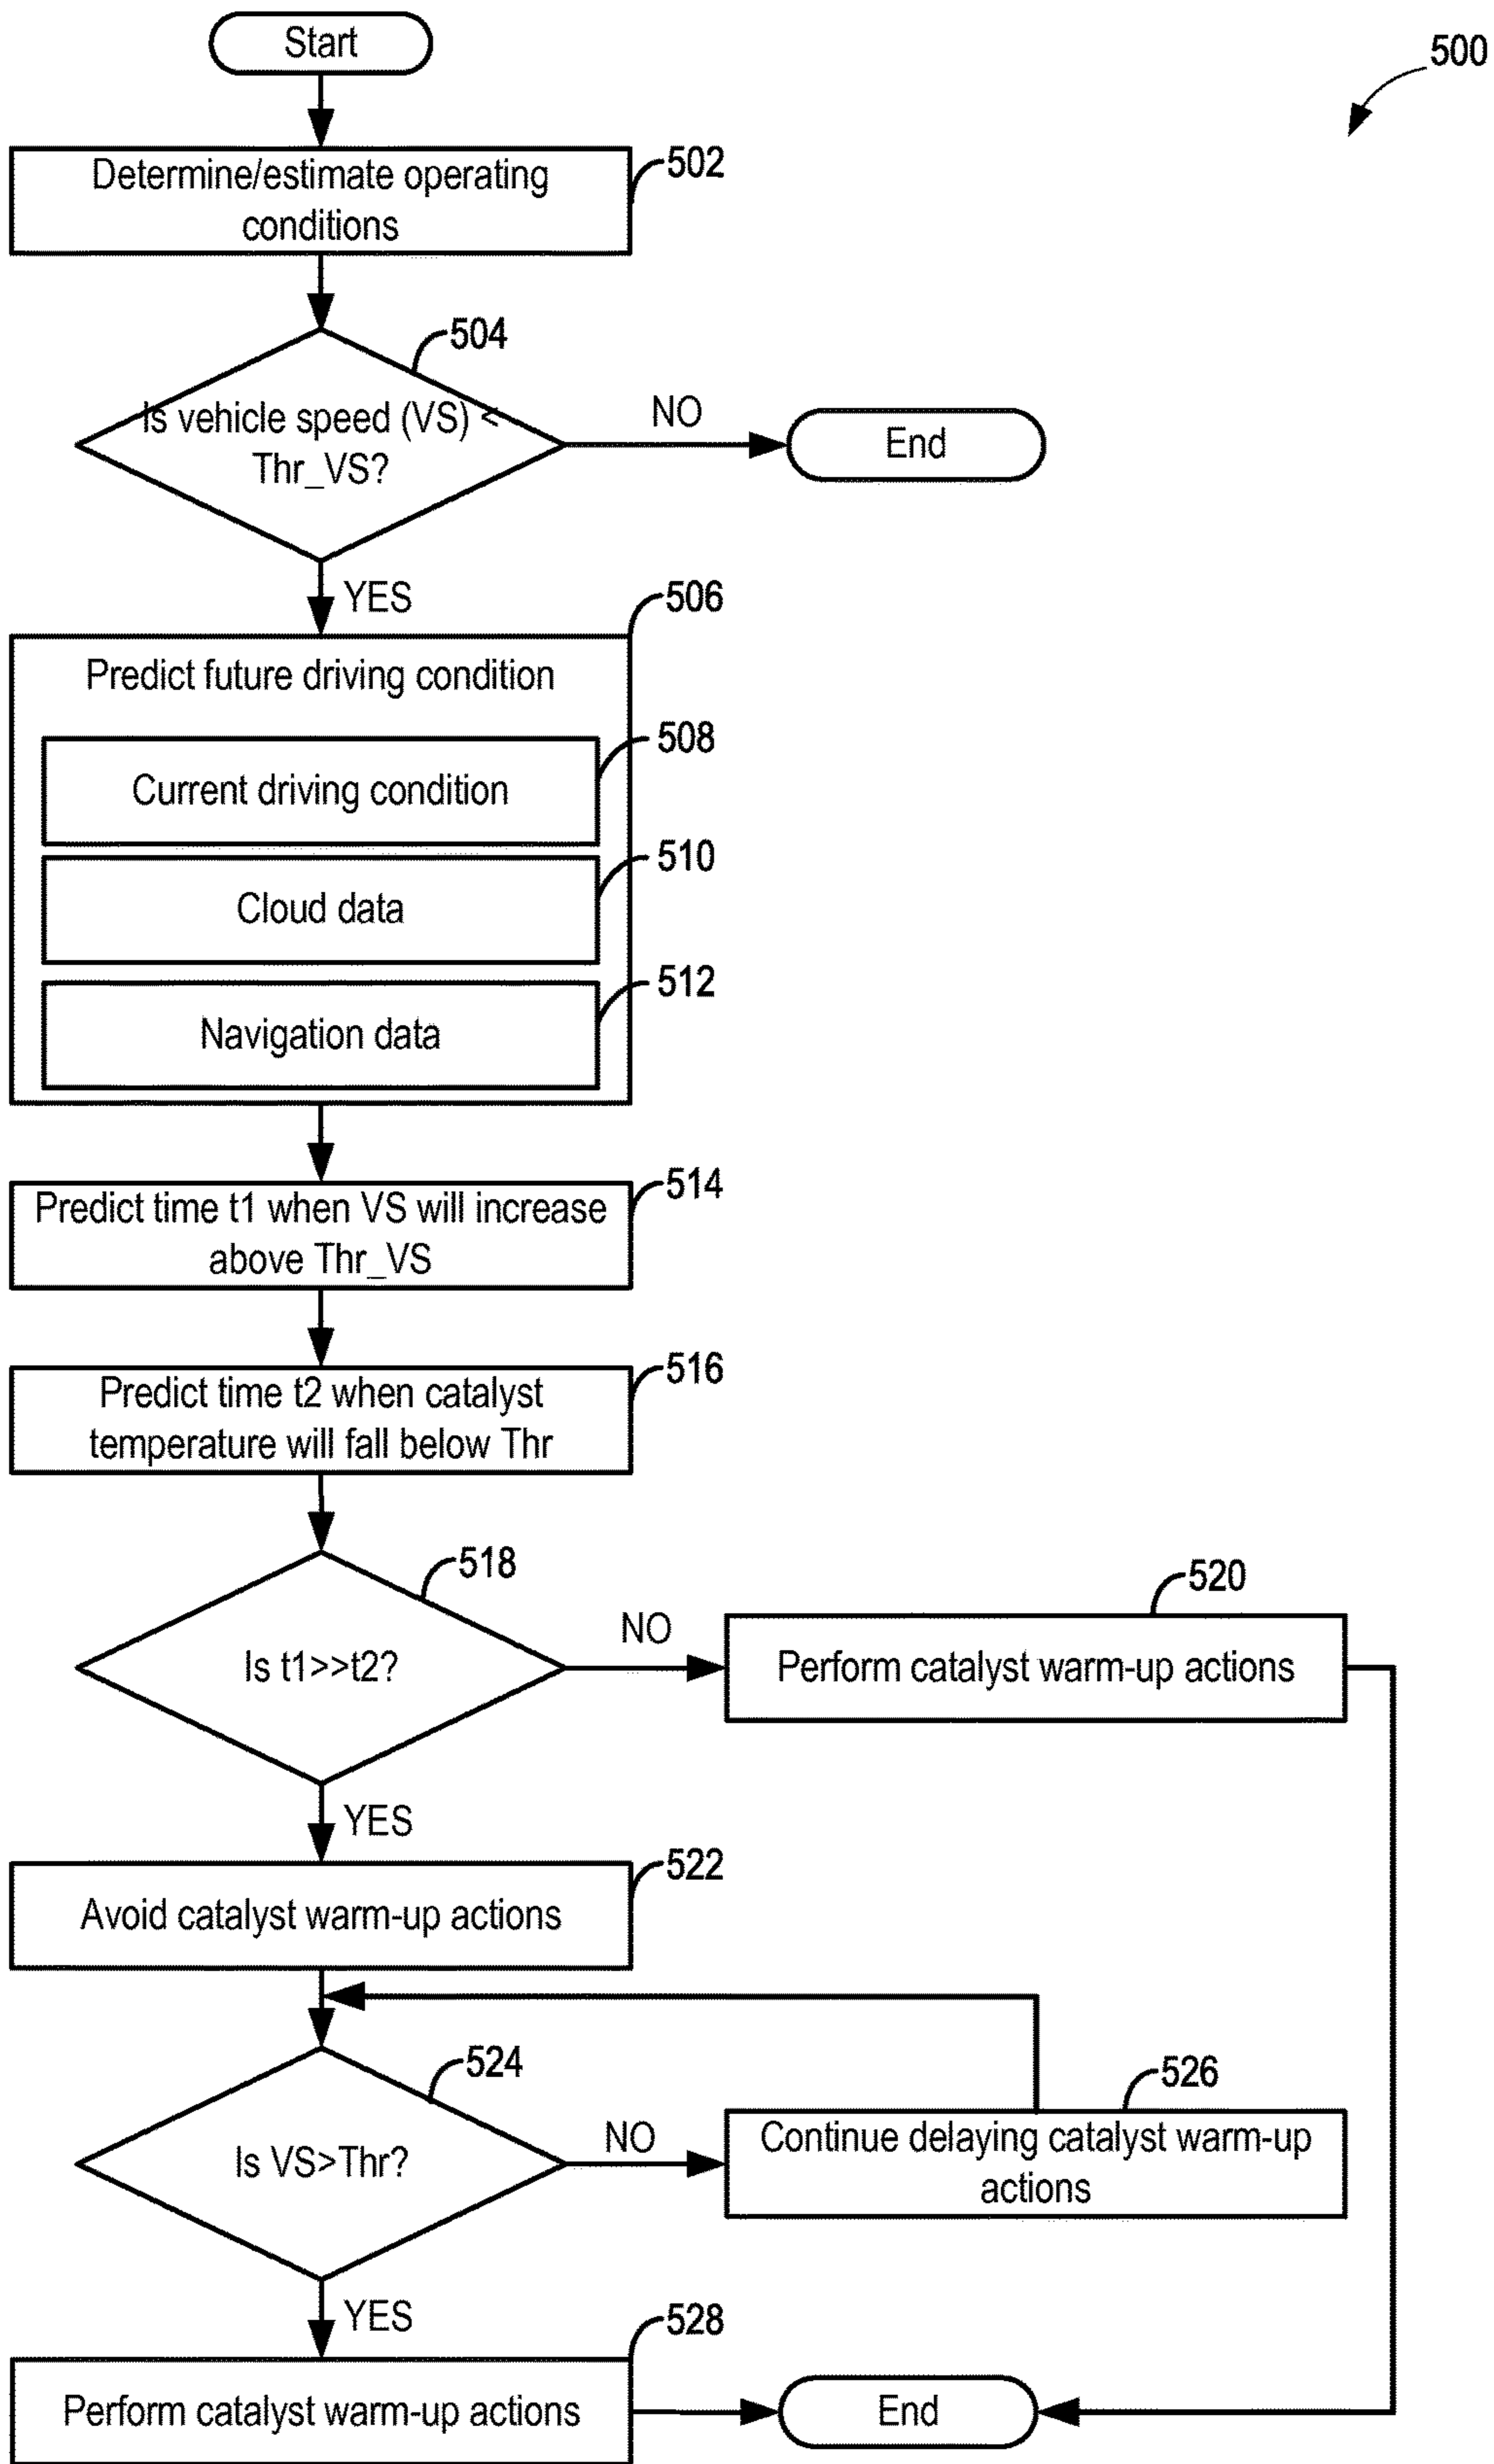 Start
500
Determine/estimate operating
conditions
502
504
Is vehicle speed (VS) <
Thr_VS?
NO
End
YES
506
Predict future driving condition
508
Current driving condition
510
Cloud data
512
Navigation data
514
Predict time t1 when VS will increase
above Thr_VS
516
Predict time t2 when catalyst
temperature will fall below Thr
518
Is t1>>t2?
NO
520
Perform catalyst warm-up actions
YES
522
Avoid catalyst warm-up actions
524
Is VS>Thr?
NO
526
Continue delaying catalyst warm-up
actions
YES
528
Perform catalyst warm-up actions
End